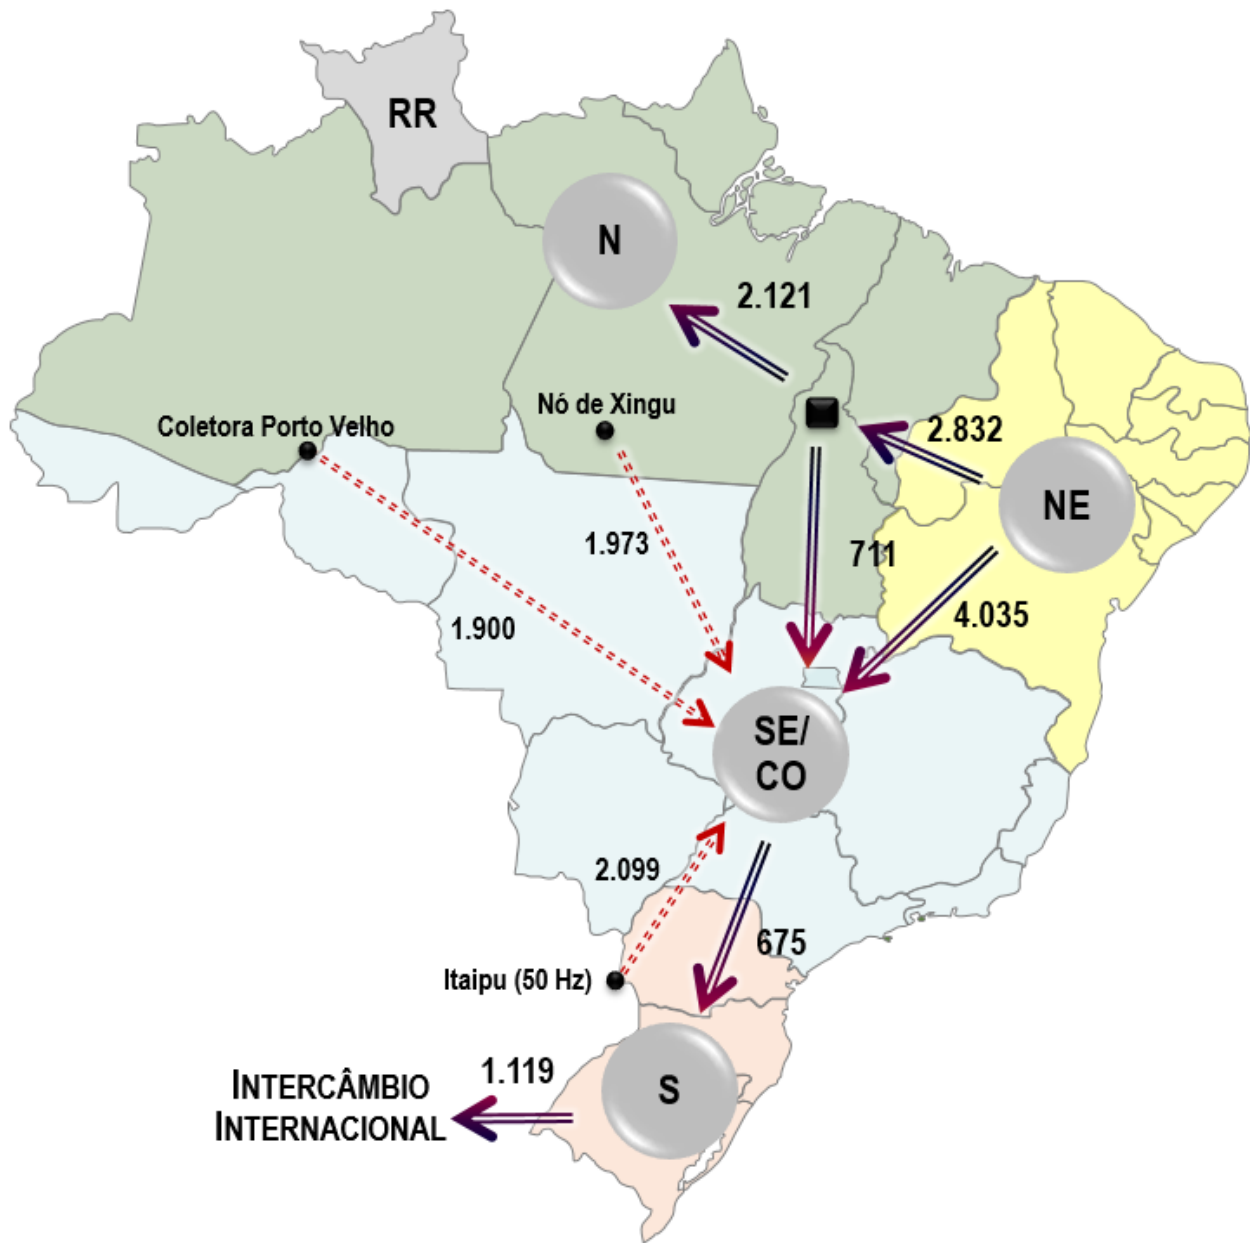 RR
N
2.121
Nó de Xingu
Coletora Porto Velho
2.832
NE
1.973
711
4.035
1.900
SE/
CO
2.099
675
Itaipu (50 Hz)
1.119
INTERCÂMBIO
INTERNACIONAL
S